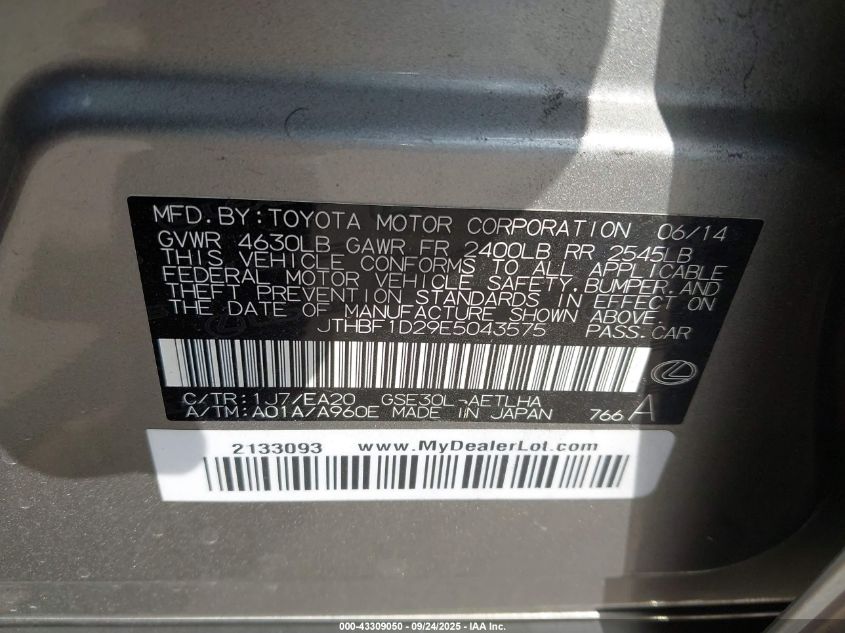 MFD. BY: TOYOTA MOTOR CORPORATION 06/14
GVWR 4630LB GAWR FR 2400LB RR 2545LB
THIS VEHICLE CONFORMS TO ALL APPLICABLE
FEDERAL MOTOR VEHICLE SAFETY, BUMPER, AND
THEFT PREVENTION STANDARDS IN EFFECT ON
THE DATE OF MANUFACTURE SHOWN ABOVE.
JTHBF1D29E5043575 PASS. CAR
C/TR: 1J7/EA20 GSE30L-AETLHA
A/TM: A01A/A960E MADE IN JAPAN 766 A
2133093 www.MyDealerLot.com
000-43309050 - 09/24/2025 - IAA Inc.